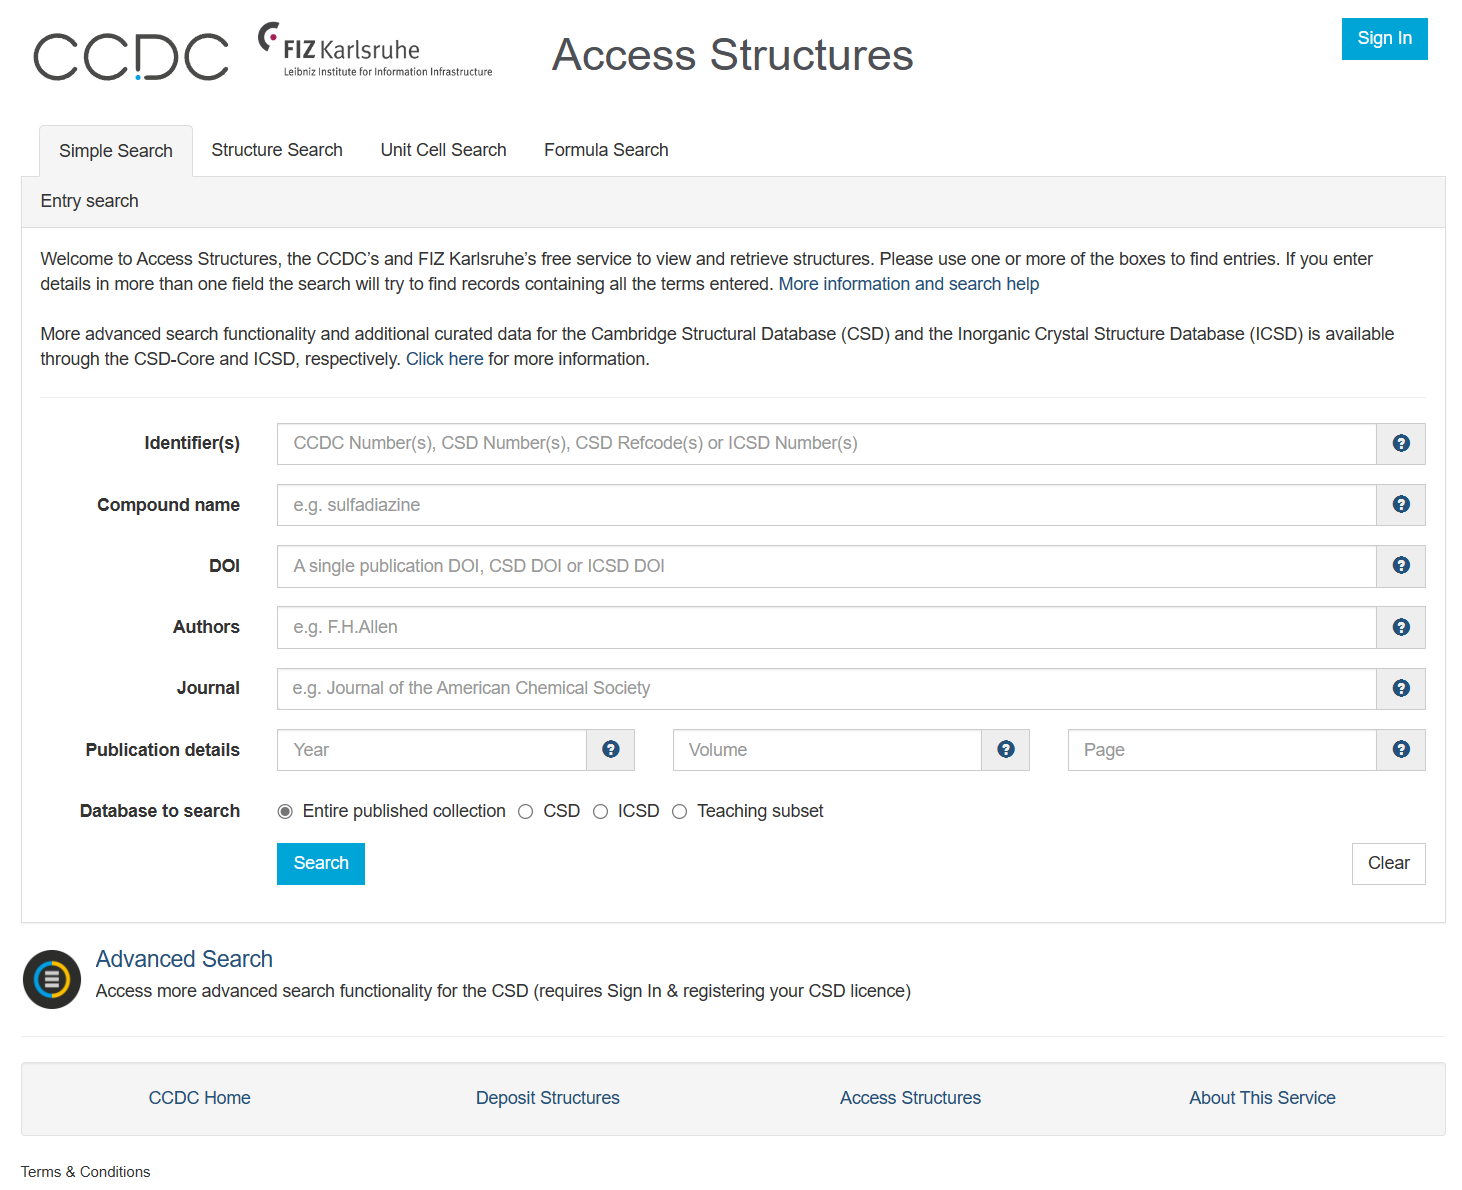 CCDC
FIZ Karlsruhe
Leibniz Institute for Information Infrastructure
Access Structures
Sign In
Simple Search
Structure Search
Unit Cell Search
Formula Search
Entry search
Welcome to Access Structures, the CCDC’s and FIZ Karlsruhe’s free service to view and retrieve structures. Please use one or more of the boxes to find entries. If you enter
details in more than one field the search will try to find records containing all the terms entered. More information and search help
More advanced search functionality and additional curated data for the Cambridge Structural Database (CSD) and the Inorganic Crystal Structure Database (ICSD) is available
through the CSD-Core and ICSD, respectively. Click here for more information.
Identifier(s)
CCDC Number(s), CSD Number(s), CSD Refcode(s) or ICSD Number(s)
?
Compound name
e.g. sulfadiazine
?
DOI
A single publication DOI, CSD DOI or ICSD DOI
?
Authors
e.g. F.H.Allen
?
Journal
e.g. Journal of the American Chemical Society
?
Publication details
Year
?
Volume
?
Page
?
Database to search
Entire published collection
CSD
ICSD
Teaching subset
Search
Clear
Advanced Search
Access more advanced search functionality for the CSD (requires Sign In & registering your CSD licence)
CCDC Home
Deposit Structures
Access Structures
About This Service
Terms & Conditions